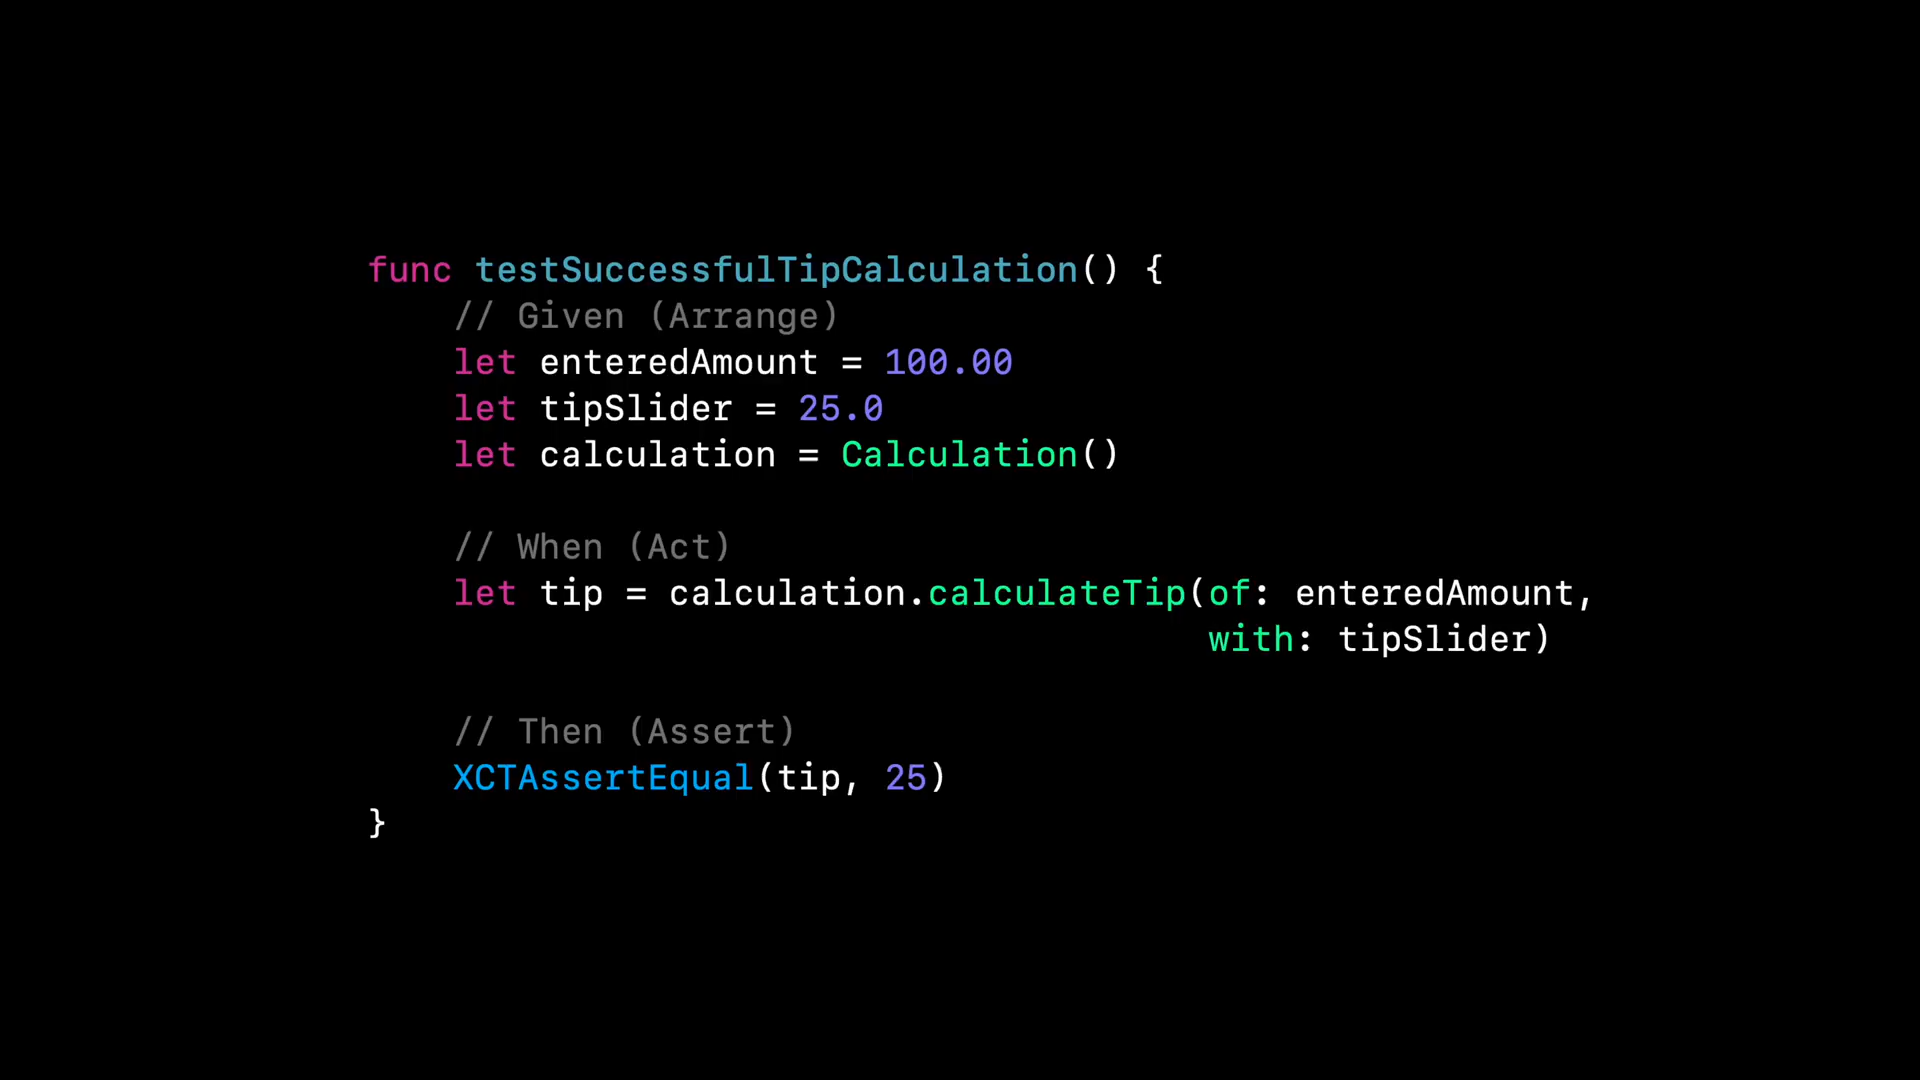 func testSuccessfulTipCalculation() {
    // Given (Arrange)
    let enteredAmount = 100.00
    let tipSlider = 25.0
    let calculation = Calculation()
    // When (Act)
    let tip = calculation.calculateTip(of: enteredAmount,
                                       with: tipSlider)
    // Then (Assert)
    XCTAssertEqual(tip, 25)
}